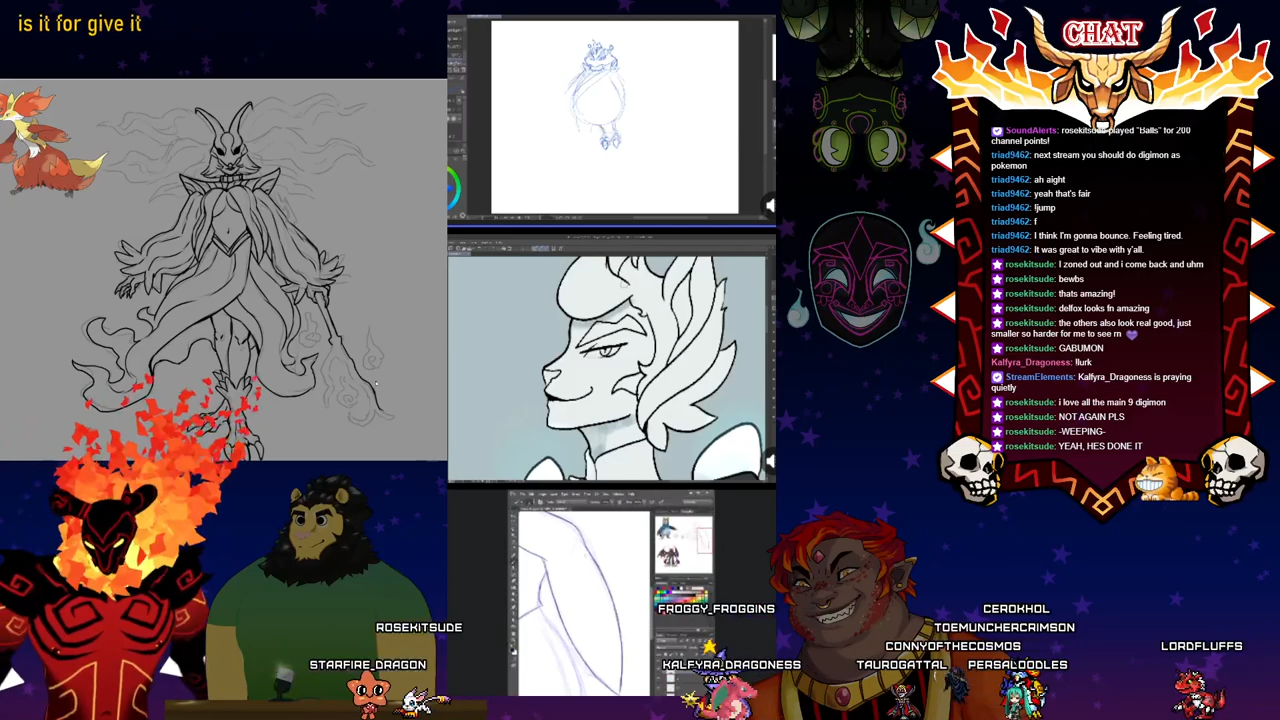 is it for give it
CHAT
SoundAlerts: rosekitsude played "Balls" for 200
channel points!
triad9462: next stream you should do digimon as
pokemon
triad9462: ah aight
triad9462: yeah that's fair
triad9462: !jump
triad9462: f
triad9462: I think I'm gonna bounce. Feeling tired.
triad9462: It was great to vibe with y'all.
rosekitsude: I zoned out and i come back and uhm
rosekitsude: bewbs
rosekitsude: thats amazing!
rosekitsude: delfox looks fn amazing
rosekitsude: the others also look real good, just
smaller so harder for me to see rn
rosekitsude: GABUMON
Kalfyra_Dragoness: !lurk
StreamElements: Kalfyra_Dragoness is praying
quietly
rosekitsude: i love all the main 9 digimon
rosekitsude: NOT AGAIN PLS
rosekitsude: -WEEPING-
rosekitsude: YEAH, HES DONE IT
ROSEKITSUDE
STARFIRE_DRAGON
FROGGY_FROGGINS
KALFYRA_DRAGONESS
CEROKHOL
TOEMUNCHERCRIMSON
CONNYOFTHECOSMOS
TAUROGATTAL
PERSALOODLES
LORDFLUFFS